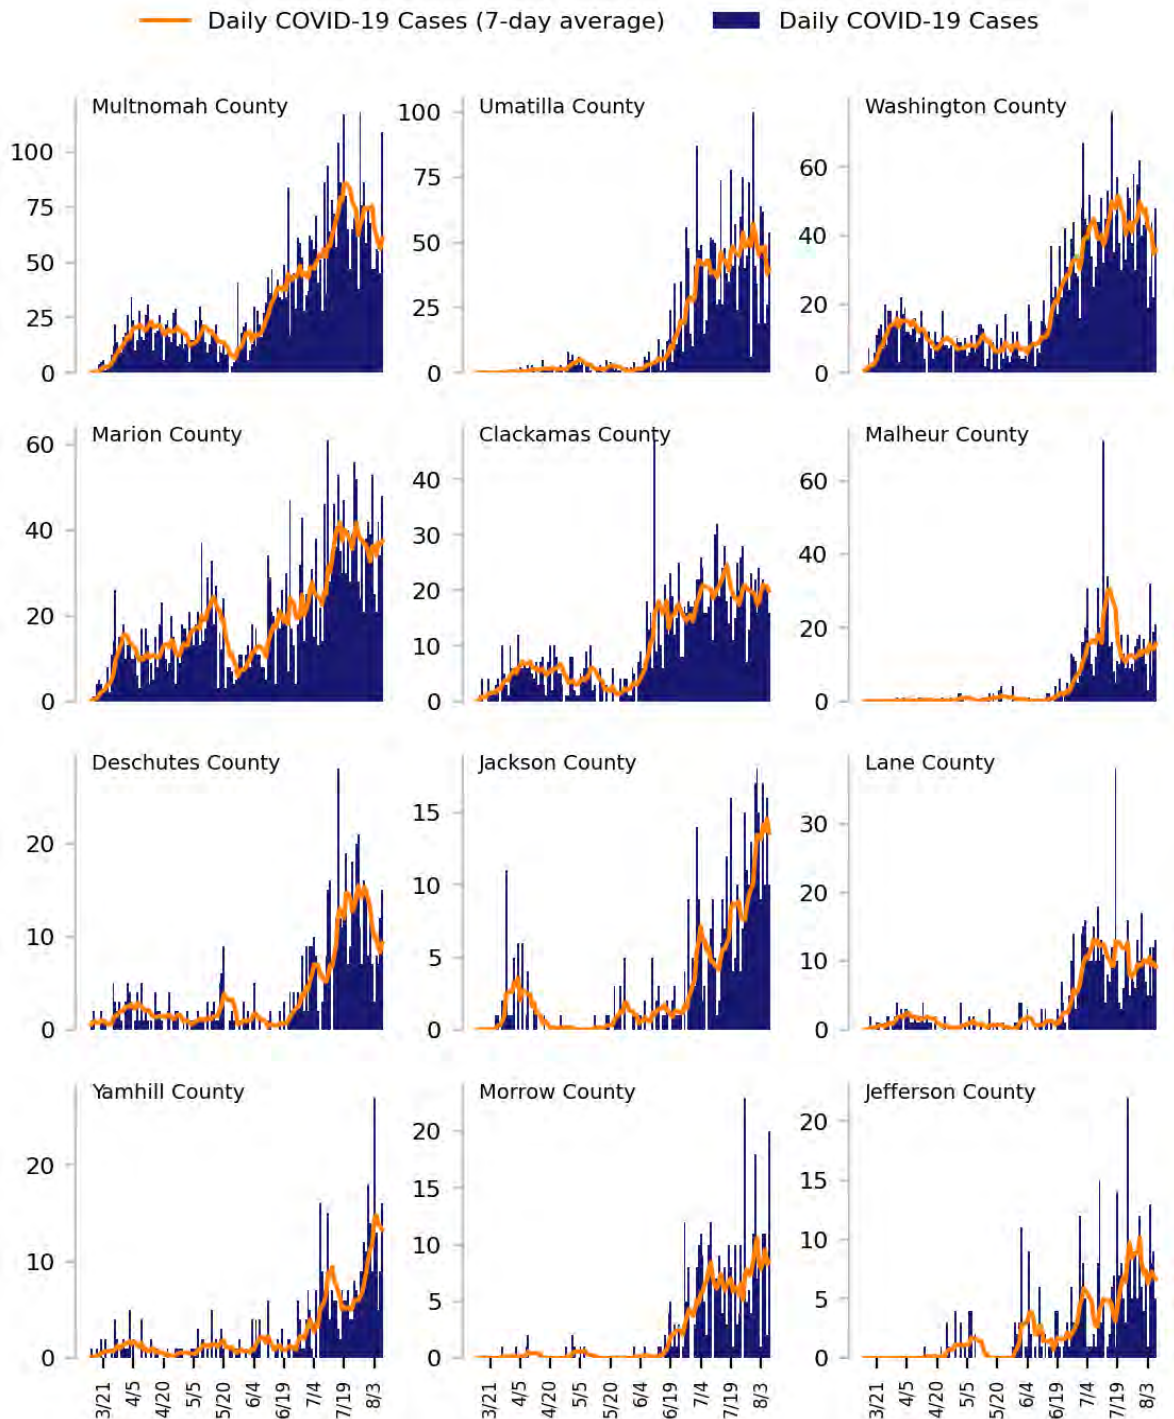 Daily COVID-19 Cases (7-day average) Daily COVID-19 Cases
Multnomah County Umatilla County Washington County
100 100
75 75 60
50 50 40
25 25 20
0 0 0
Marion County Clackamas County Malheur County
60 40 60
40 30 40
20 20 20
10
0 0 0
Deschutes County Jackson County Lane County
20 15 30
10 10 20
5 10
0 0 0
Yamhill County Morrow County Jefferson County
20 20 20
15 15
10 10 10
5 5
0 0 0
3/21 4/5 4/20 5/5 5/20 6/4 6/19 7/4 7/19 8/3 3/21 4/5 4/20 5/5 5/20 6/4 6/19 7/4 7/19 8/3 3/21 4/5 4/20 5/5 5/20 6/4 6/19 7/4 7/19 8/3